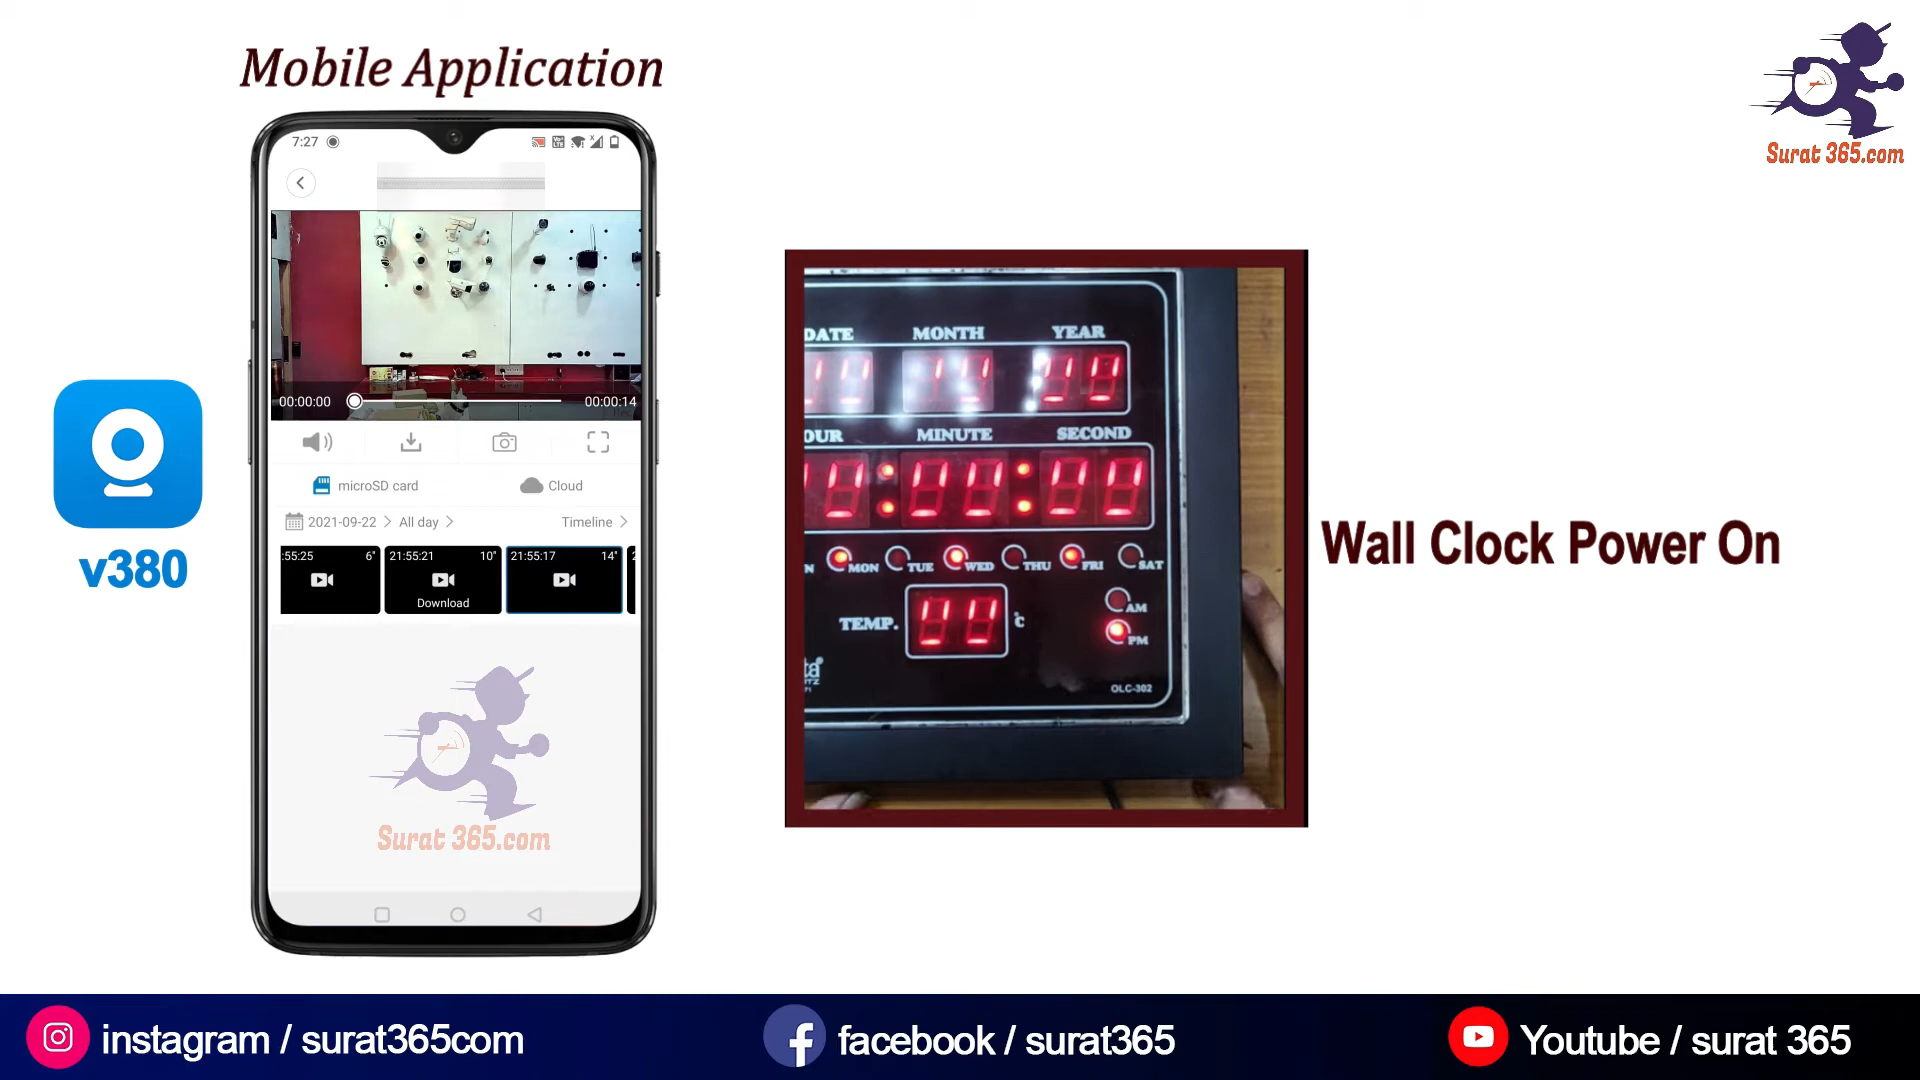 Mobile Application
Surat 365.com
7:27
00:00:00
00:00:14
microSD card
Cloud
2021-09-22
All day
Timeline
:55:25 6"
21:55:21 10"
21:55:17 14"
Download
v380
Surat 365.com
DATE MONTH YEAR
OUR MINUTE SECOND
N MON TUE WED THU FRI SAT
TEMP. °C
AM
PM
OLC-302
Wall Clock Power On
instagram / surat365com
facebook / surat365
Youtube / surat 365